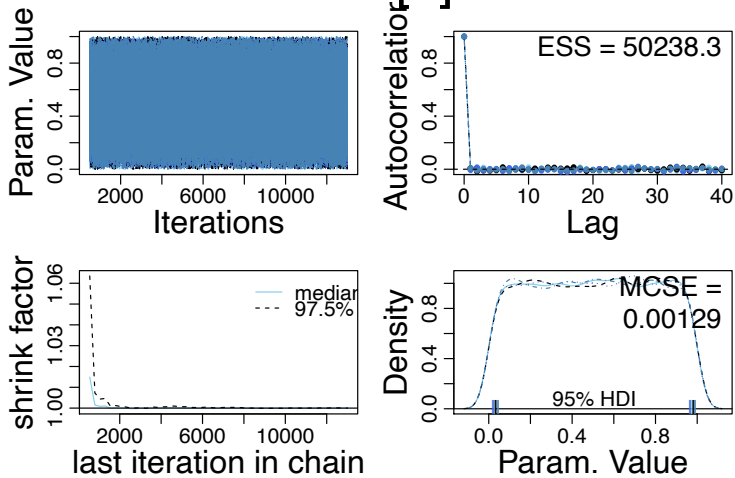 Param. Value
0.0 0.4 0.8
2000 6000 10000
Iterations
Autocorrelation
0.0 0.4 0.8
ESS = 50238.3
0 10 20 30 40
Lag
shrink factor
1.00 1.03 1.06
median
97.5%
2000 6000 10000
last iteration in chain
Density
0.0 0.4 0.8
MCSE =
0.00129
95% HDI
0.0 0.4 0.8
Param. Value